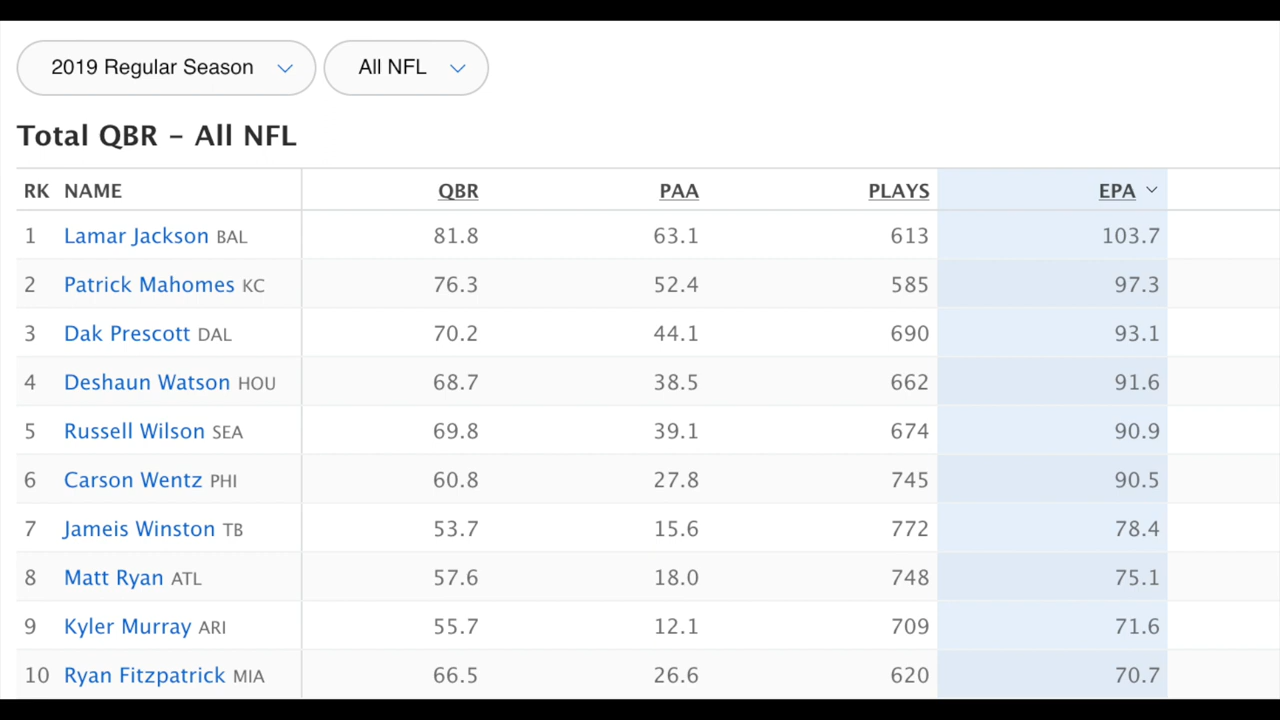 2019 Regular Season All NFL
Total QBR – All NFL
RK NAME QBR PAA PLAYS EPA
1 Lamar Jackson BAL 81.8 63.1 613 103.7
2 Patrick Mahomes KC 76.3 52.4 585 97.3
3 Dak Prescott DAL 70.2 44.1 690 93.1
4 Deshaun Watson HOU 68.7 38.5 662 91.6
5 Russell Wilson SEA 69.8 39.1 674 90.9
6 Carson Wentz PHI 60.8 27.8 745 90.5
7 Jameis Winston TB 53.7 15.6 772 78.4
8 Matt Ryan ATL 57.6 18.0 748 75.1
9 Kyler Murray ARI 55.7 12.1 709 71.6
10 Ryan Fitzpatrick MIA 66.5 26.6 620 70.7